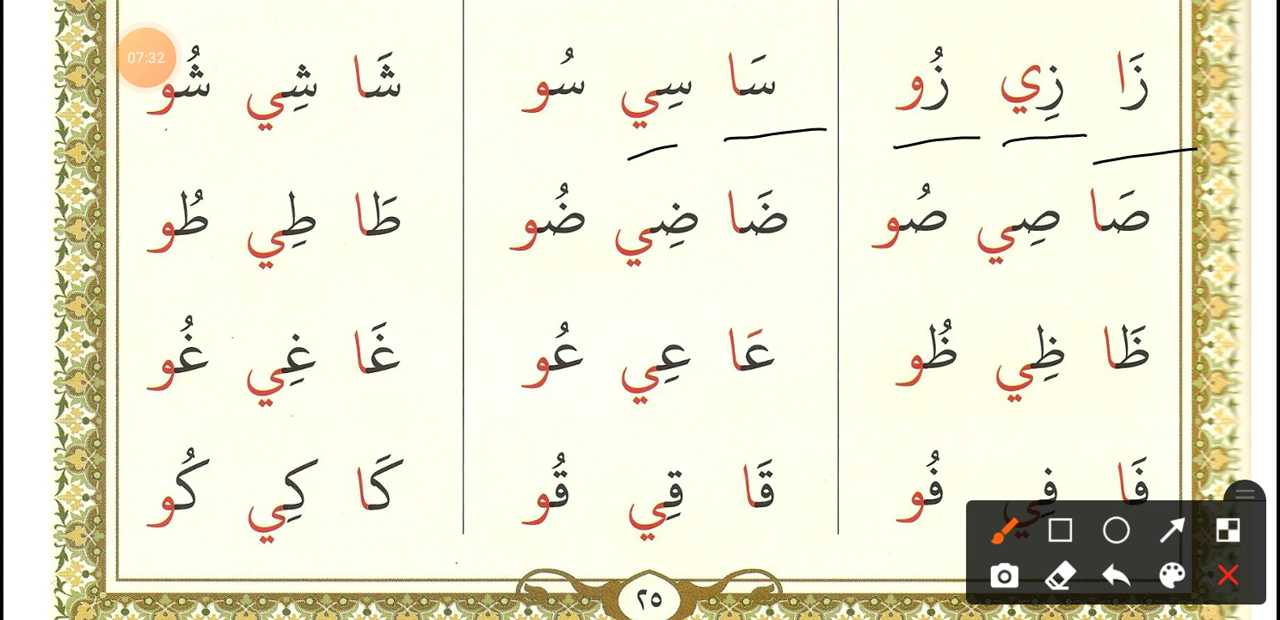 07:32
زَا زِي زُو سَا سِي سُو شَا شِي شُو
صَا صِي صُو ضَا ضِي ضُو طَا طِي طُو
ظَا ظِي ظُو عَا عِي عُو غَا غِي غُو
فَا فِي فُو قَا قِي قُو كَا كِي كُو
٢٥